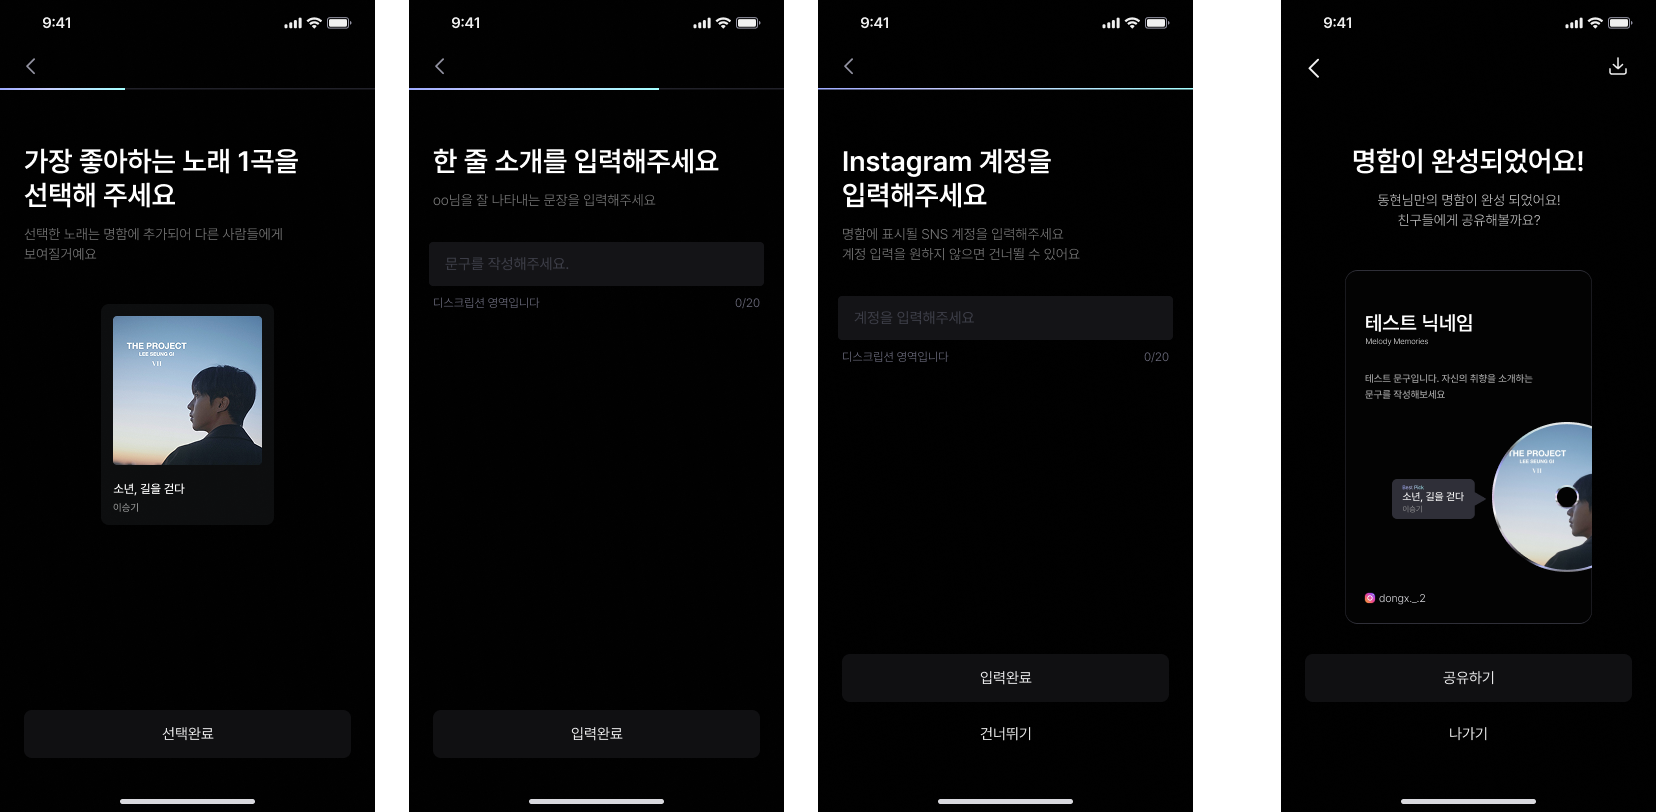 9:41
가장 좋아하는 노래 1곡을
선택해 주세요
선택한 노래는 명함에 추가되어 다른 사람들에게
보여질거예요
THE PROJECT
LEE SEUNG GI
VII
소년, 길을 걷다
이승기
선택완료
9:41
한 줄 소개를 입력해주세요
oo님을 잘 나타내는 문장을 입력해주세요
문구를 작성해주세요.
디스크립션 영역입니다 0/20
입력완료
9:41
Instagram 계정을
입력해주세요
명함에 표시될 SNS 계정을 입력해주세요
계정 입력을 원하지 않으면 건너뛸 수 있어요
계정을 입력해주세요
디스크립션 영역입니다 0/20
입력완료
건너뛰기
9:41
명함이 완성되었어요!
동현님만의 명함이 완성 되었어요!
친구들에게 공유해볼까요?
테스트 닉네임
Melody Memories
테스트 문구입니다. 자신의 취향을 소개하는
문구를 작성해보세요
THE PROJECT
LEE SEUNG GI
VII
Best Pick
소년, 길을 걷다
이승기
dongx._.2
공유하기
나가기